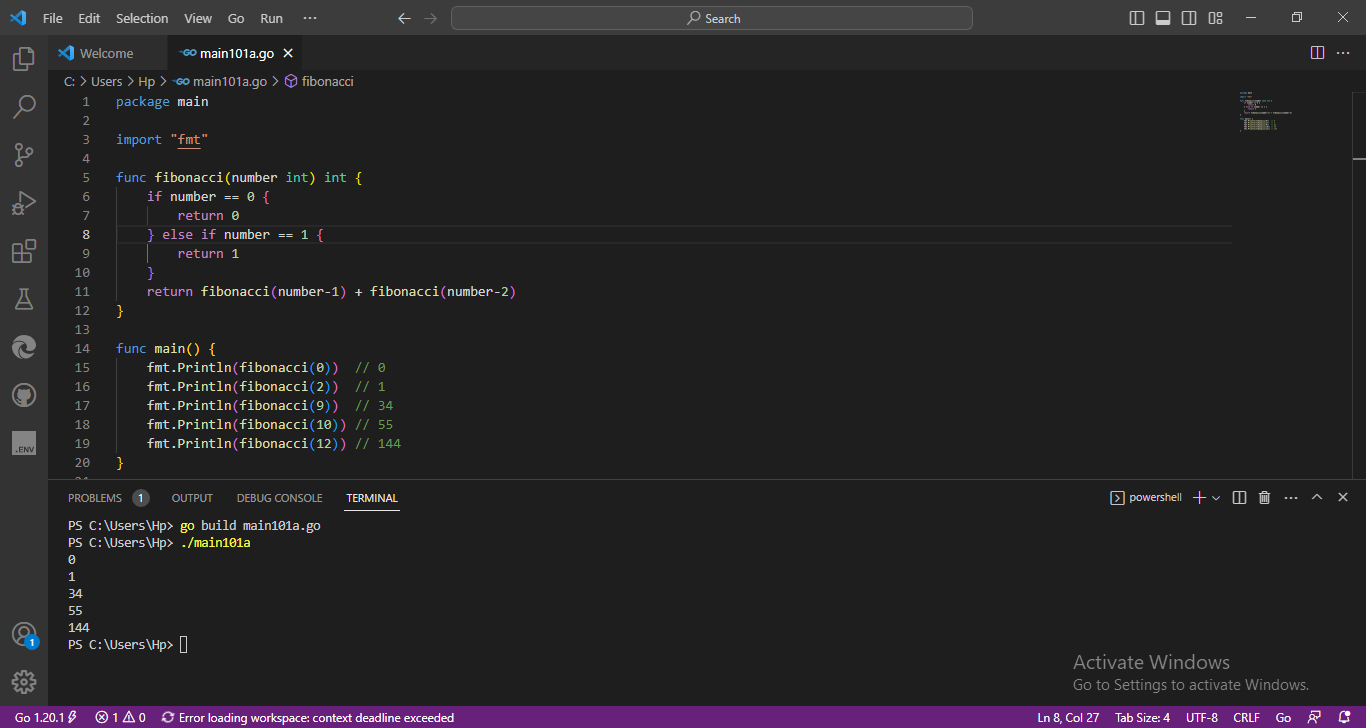 File Edit Selection View Go Run ··· Search
Welcome GO main101a.go
C: > Users > Hp > GO main101a.go > fibonacci
1 package main
2
3 import "fmt"
4
5 func fibonacci(number int) int {
6 if number == 0 {
7 return 0
8 } else if number == 1 {
9 return 1
10 }
11 return fibonacci(number-1) + fibonacci(number-2)
12 }
13
14 func main() {
15 fmt.Println(fibonacci(0)) // 0
16 fmt.Println(fibonacci(2)) // 1
17 fmt.Println(fibonacci(9)) // 34
18 fmt.Println(fibonacci(10)) // 55
19 fmt.Println(fibonacci(12)) // 144
20 }
.ENV
PROBLEMS 1 OUTPUT DEBUG CONSOLE TERMINAL powershell
PS C:\Users\Hp> go build main101a.go
PS C:\Users\Hp> ./main101a
0
1
34
55
144
PS C:\Users\Hp>
1
Activate Windows
Go to Settings to activate Windows.
Go 1.20.1 1 0 Error loading workspace: context deadline exceeded Ln 8, Col 27 Tab Size: 4 UTF-8 CRLF Go